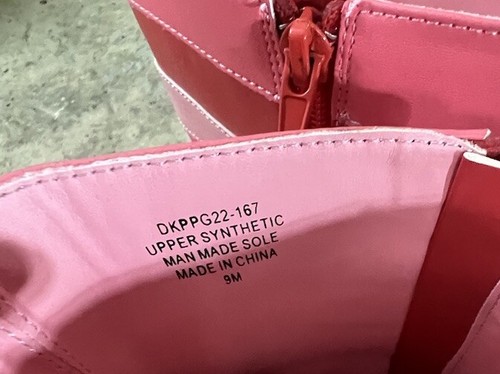 DKPPG22-167
UPPER SYNTHETIC
MAN MADE SOLE
MADE IN CHINA
9M